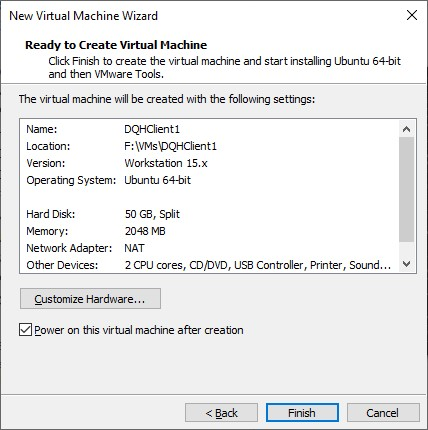 New Virtual Machine Wizard
Ready to Create Virtual Machine
Click Finish to create the virtual machine and start installing Ubuntu 64-bit
and then VMware Tools.
The virtual machine will be created with the following settings:
Name: DQHClient1
Location: F:\VMs\DQHClient1
Version: Workstation 15.x
Operating System: Ubuntu 64-bit
Hard Disk: 50 GB, Split
Memory: 2048 MB
Network Adapter: NAT
Other Devices: 2 CPU cores, CD/DVD, USB Controller, Printer, Sound...
Customize Hardware...
Power on this virtual machine after creation
< Back Finish Cancel